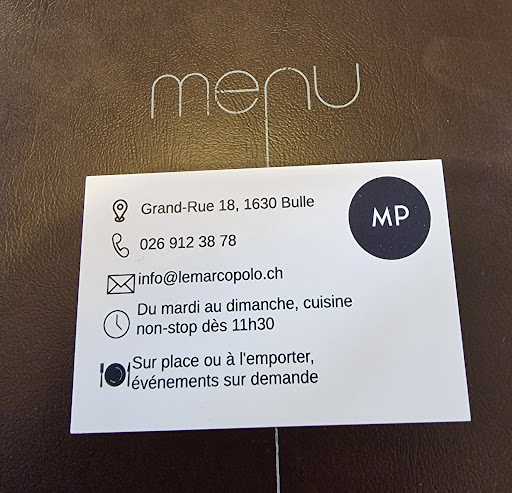 menu
MP
Grand-Rue 18, 1630 Bulle
026 912 38 78
info@lemarcopolo.ch
Du mardi au dimanche, cuisine
non-stop dès 11h30
Sur place ou à l'emporter,
événements sur demande